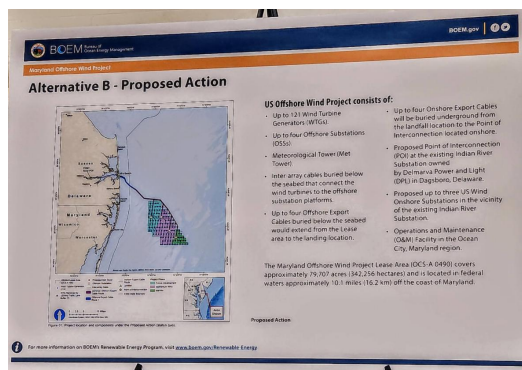 BOEM Bureau of
Ocean Energy Management
BOEM.gov
Maryland Offshore Wind Project
Alternative B - Proposed Action
US Offshore Wind Project consists of:
- Up to 121 Wind Turbine
Generators (WTGs)
- Up to four Offshore Substations
(OSSs)
- Meteorological Tower (Met
Tower)
- Inter array cables buried below
the seabed that connect the
wind turbines to the offshore
substation platforms.
- Up to four Offshore Export
Cables buried below the seabed
would extend from the Lease
area to the landing location.
- Up to four Onshore Export Cables
will be buried underground from
the landfall location to the Point of
Interconnection located onshore.
- Proposed Point of Interconnection
(POI) at the existing Indian River
Substation owned
by Delmarva Power and Light
(DPL) in Dagsboro, Delaware.
- Proposed up to three US Wind
Onshore Substations in the vicinity
of the existing Indian River
Substation.
- Operations and Maintenance
(O&M) Facility in the Ocean
City, Maryland region.
The Maryland Offshore Wind Project Lease Area (OCS-A 0490) covers
approximately 79,707 acres (342,256 hectares) and is located in federal
waters approximately 10.1 miles (16.2 km) off the coast of Maryland.
Delaware
Maryland
Proposed Action
For more information on BOEM's Renewable Energy Program, visit www.boem.gov/Renewable Energy